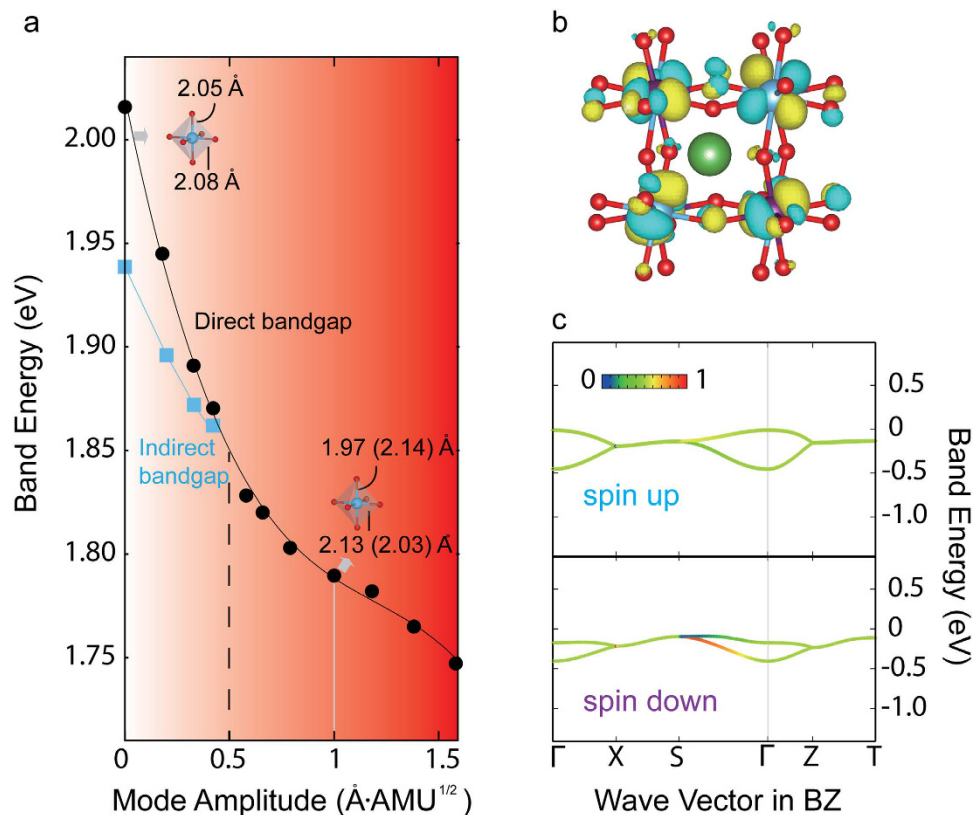 a
2.05 Å
2.08 Å
Direct bandgap
Indirect
bandgap
1.97 (2.14) Å
2.13 (2.03) Å
2.00
1.95
1.90
1.85
1.80
1.75
Band Energy (eV)
0 0.5 1 1.5
Mode Amplitude (Å·AMU^1/2)
b
c
0 1
spin up
0.5
0
-0.5
-1.0
spin down
0.5
0
-0.5
-1.0
Band Energy (eV)
Γ X S Γ Z T
Wave Vector in BZ